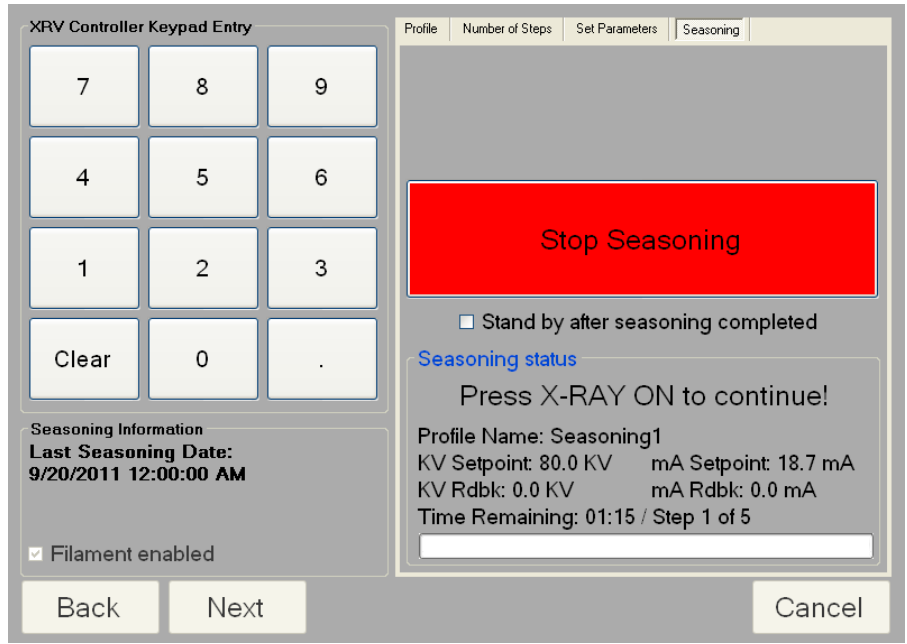 XRV Controller Keypad Entry
7 8 9
4 5 6
1 2 3
Clear 0 .
Seasoning Information
Last Seasoning Date:
9/20/2011 12:00:00 AM
Filament enabled
Profile Number of Steps Set Parameters Seasoning
Stop Seasoning
Stand by after seasoning completed
Seasoning status
Press X-RAY ON to continue!
Profile Name: Seasoning1
KV Setpoint: 80.0 KV mA Setpoint: 18.7 mA
KV Rdbk: 0.0 KV mA Rdbk: 0.0 mA
Time Remaining: 01:15 / Step 1 of 5
Back Next Cancel